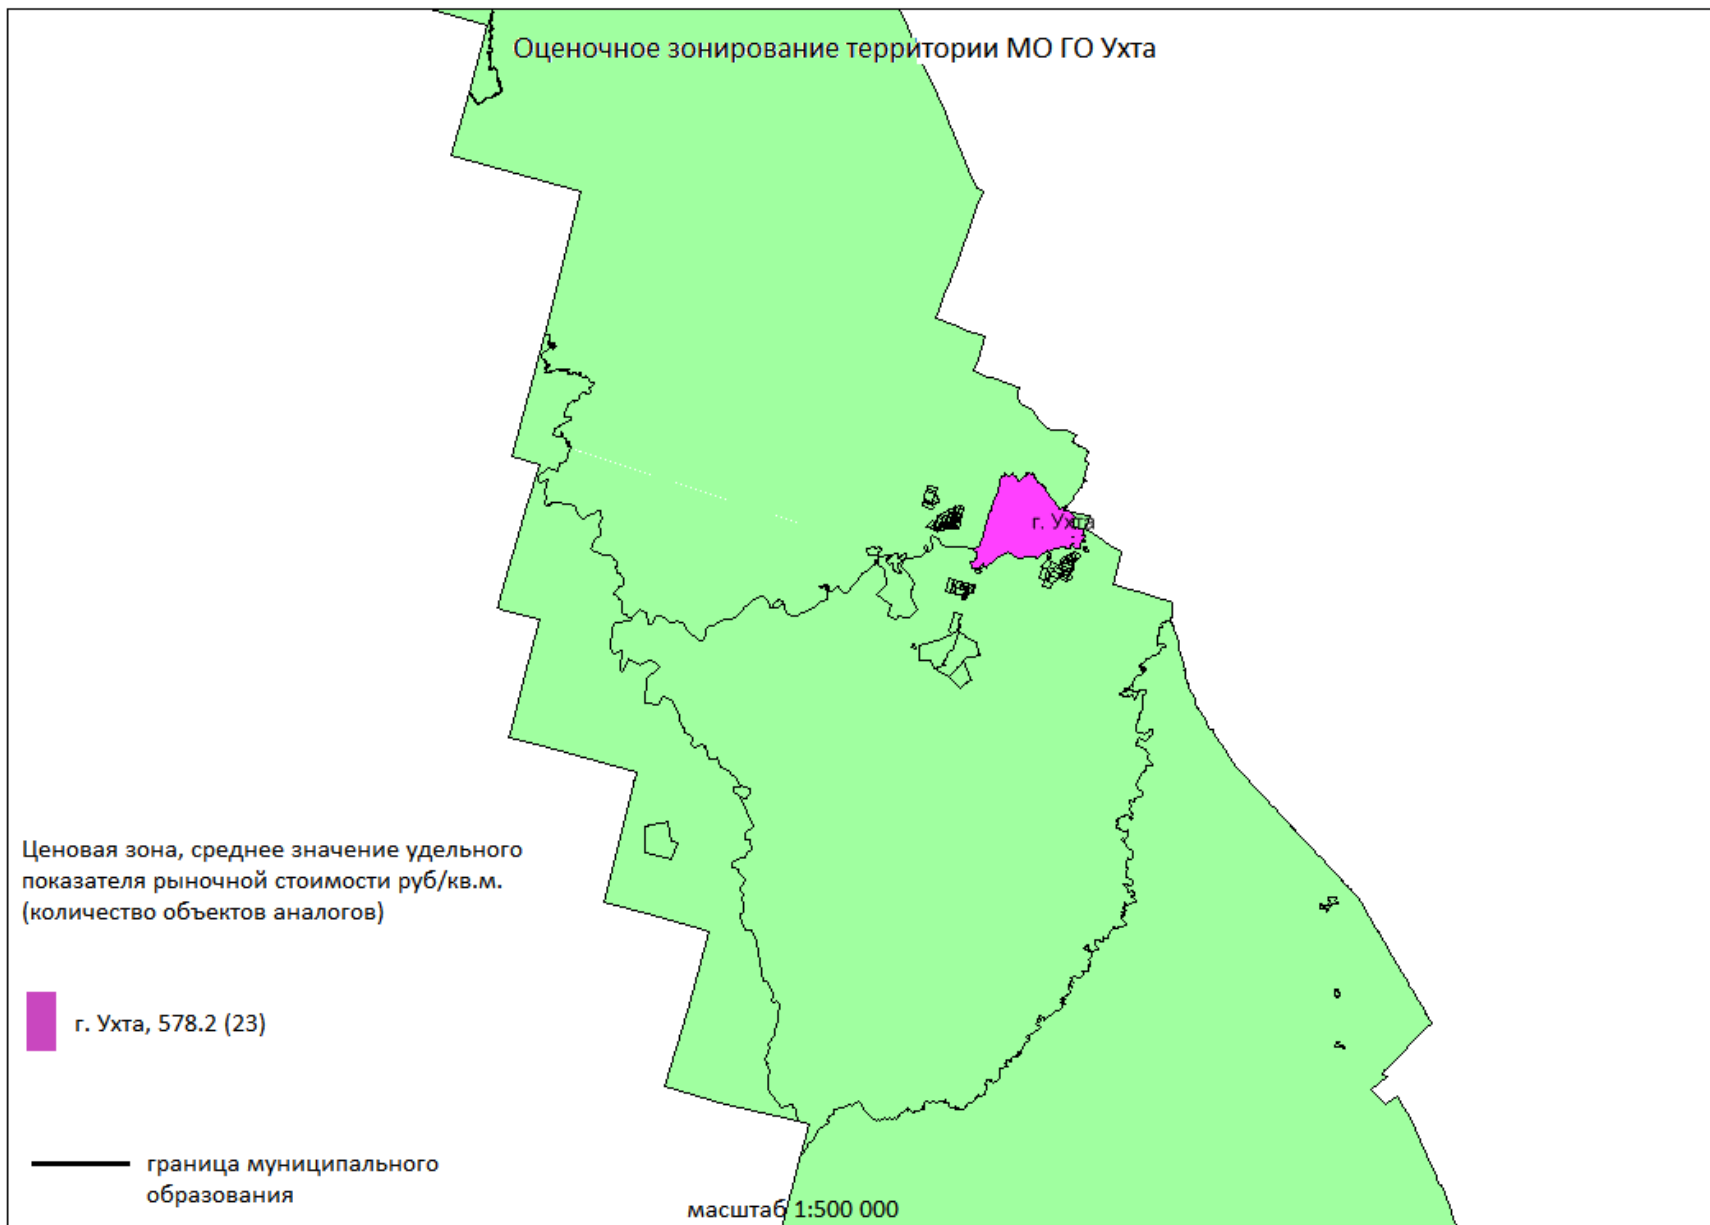 Оценочное зонирование территории МО ГО Ухта
г. Ухта
Ценовая зона, среднее значение удельного
показателя рыночной стоимости руб/кв.м.
(количество объектов аналогов)
г. Ухта, 578.2 (23)
граница муниципального
образования
масштаб 1:500 000